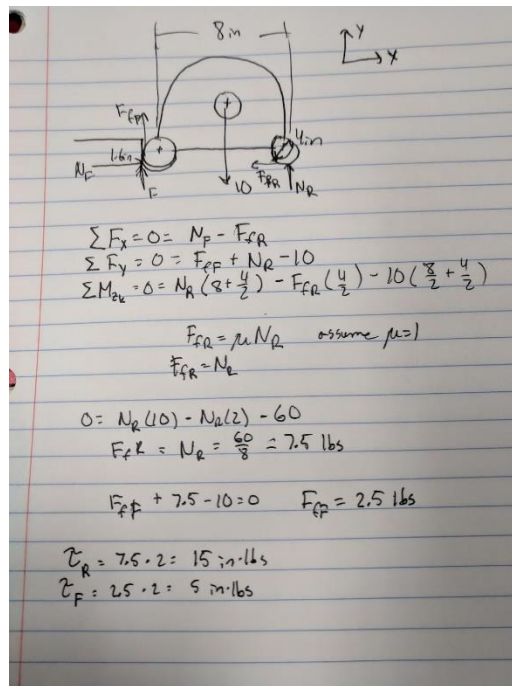 8in
Y
X
F_fF
4in
1.6in
N_F
F
10
F_fR
N_R
ΣF_x = 0 = N_F - F_fR
ΣF_y = 0 = F_fF + N_R - 10
ΣM_z = 0 = N_R (8 + 4/2) - F_fR (4/2) - 10 (8/2 + 4/2)
F_fR = μ N_R assume μ = 1
F_fR = N_R
0 = N_R (10) - N_R (2) - 60
F_fR = N_R = 60/8 = 7.5 lbs
F_fF + 7.5 - 10 = 0 F_fF = 2.5 lbs
τ_R = 7.5 · 2 = 15 in·lbs
τ_F = 2.5 · 2 = 5 in·lbs